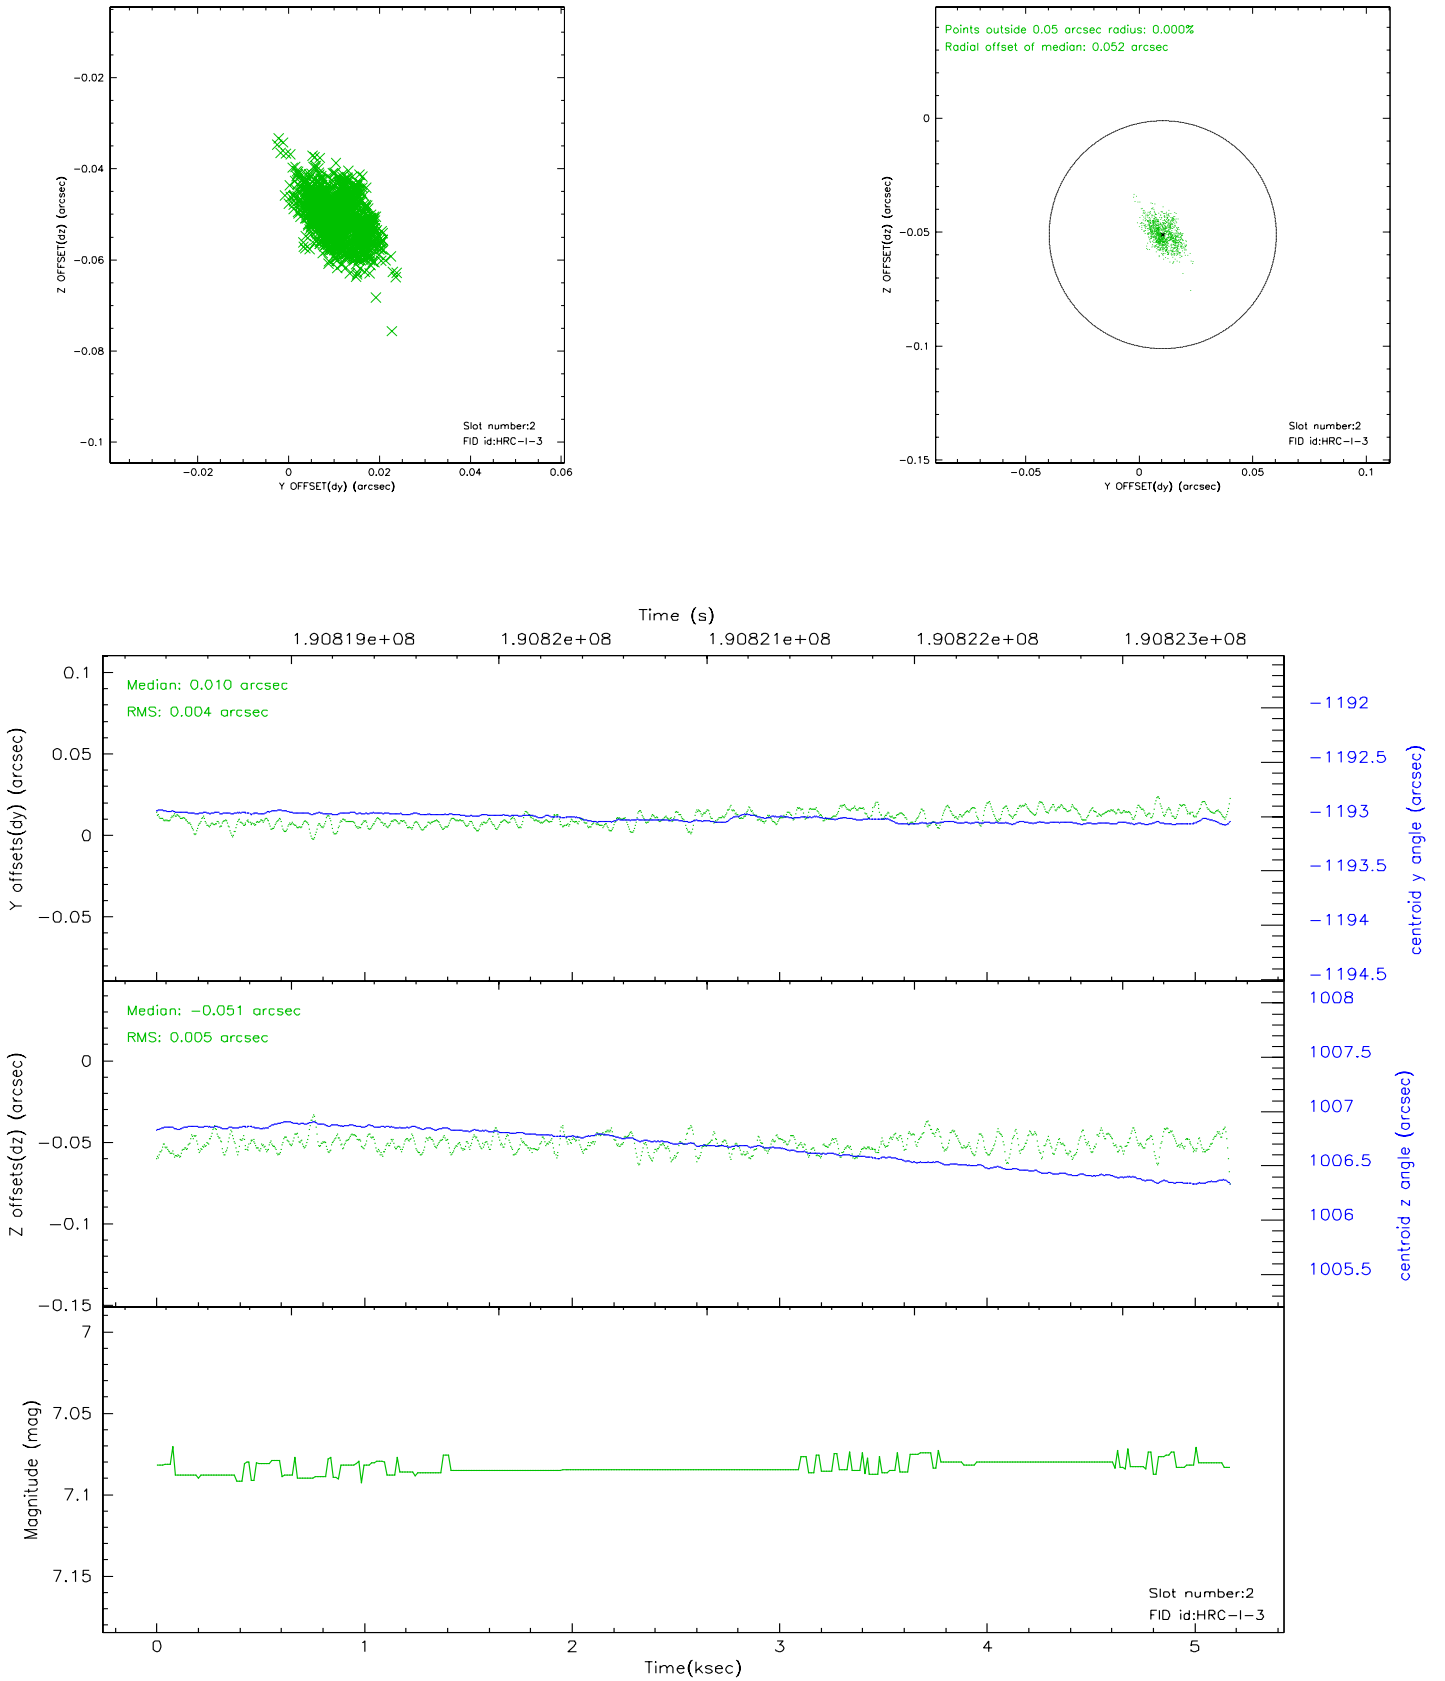 −0.02
−0.04
−0.06
−0.08
−0.1
Z OFFSET(dz) (arcsec)
Slot number:2
FID id:HRC−I−3
−0.02 0 0.02 0.04 0.06
Y OFFSET(dy) (arcsec)
Points outside 0.05 arcsec radius: 0.000%
Radial offset of median: 0.052 arcsec
0
−0.05
−0.1
−0.15
Z OFFSET(dz) (arcsec)
Slot number:2
FID id:HRC−I−3
−0.05 0 0.05 0.1
Y OFFSET(dy) (arcsec)
Time (s)
1.90819e+08 1.9082e+08 1.90821e+08 1.90822e+08 1.90823e+08
0.1
0.05
0
−0.05
Y offsets(dy) (arcsec)
Median: 0.010 arcsec
RMS: 0.004 arcsec
−1192
−1192.5
−1193
−1193.5
−1194
−1194.5
centroid y angle (arcsec)
0
−0.05
−0.1
−0.15
Z offsets(dz) (arcsec)
Median: −0.051 arcsec
RMS: 0.005 arcsec
1008
1007.5
1007
1006.5
1006
1005.5
centroid z angle (arcsec)
7
7.05
7.1
7.15
Magnitude (mag)
Slot number:2
FID id:HRC−I−3
0 1 2 3 4 5
Time(ksec)